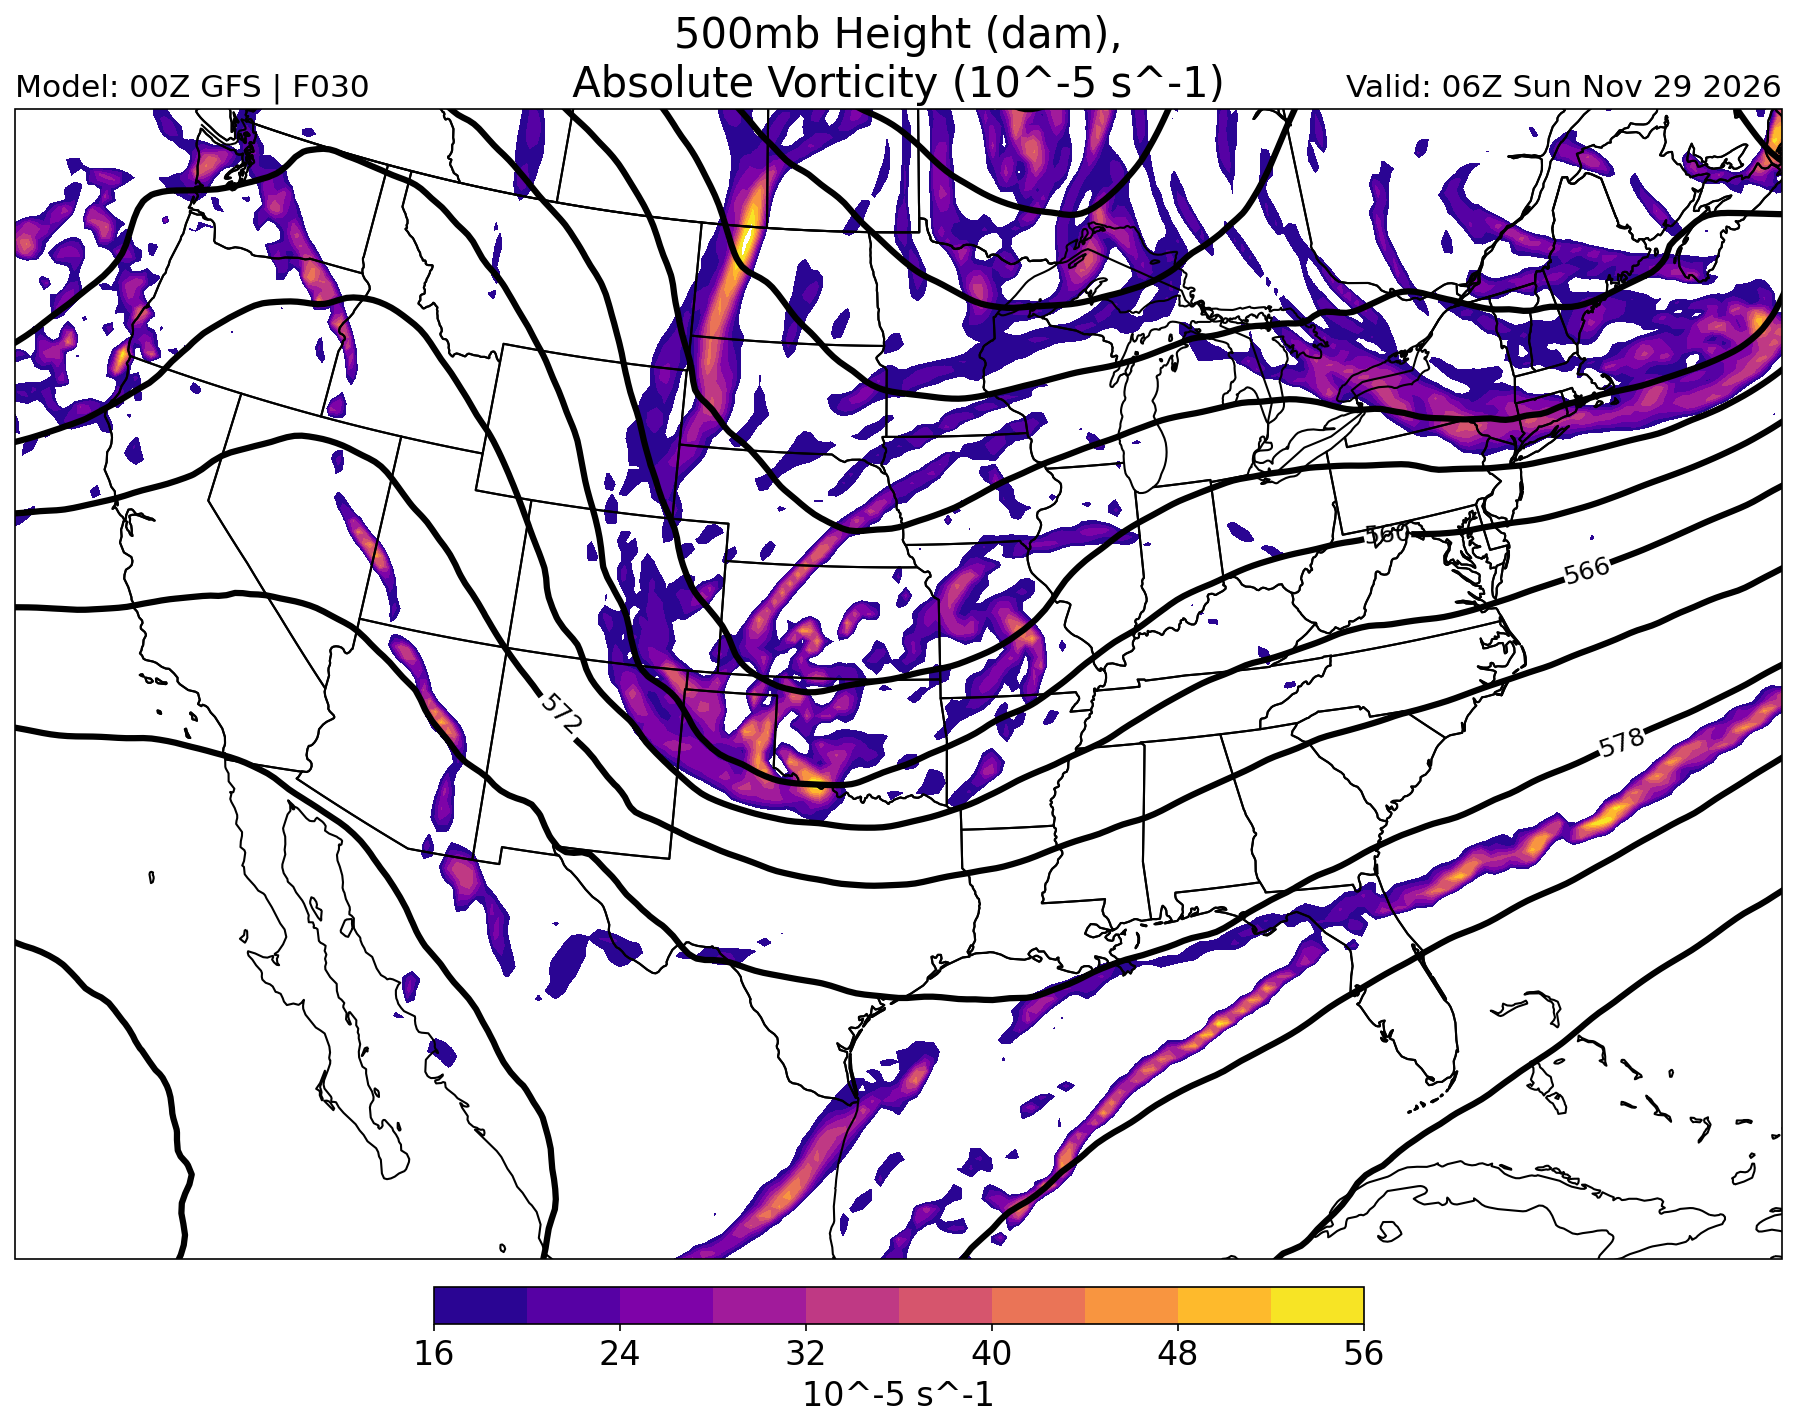 500mb Height (dam),
Model: 00Z GFS | F030
Absolute Vorticity (10^-5 s^-1)
Valid: 06Z Sun Nov 29 2026
560
566
572
578
16
24
32
40
48
56
10^-5 s^-1